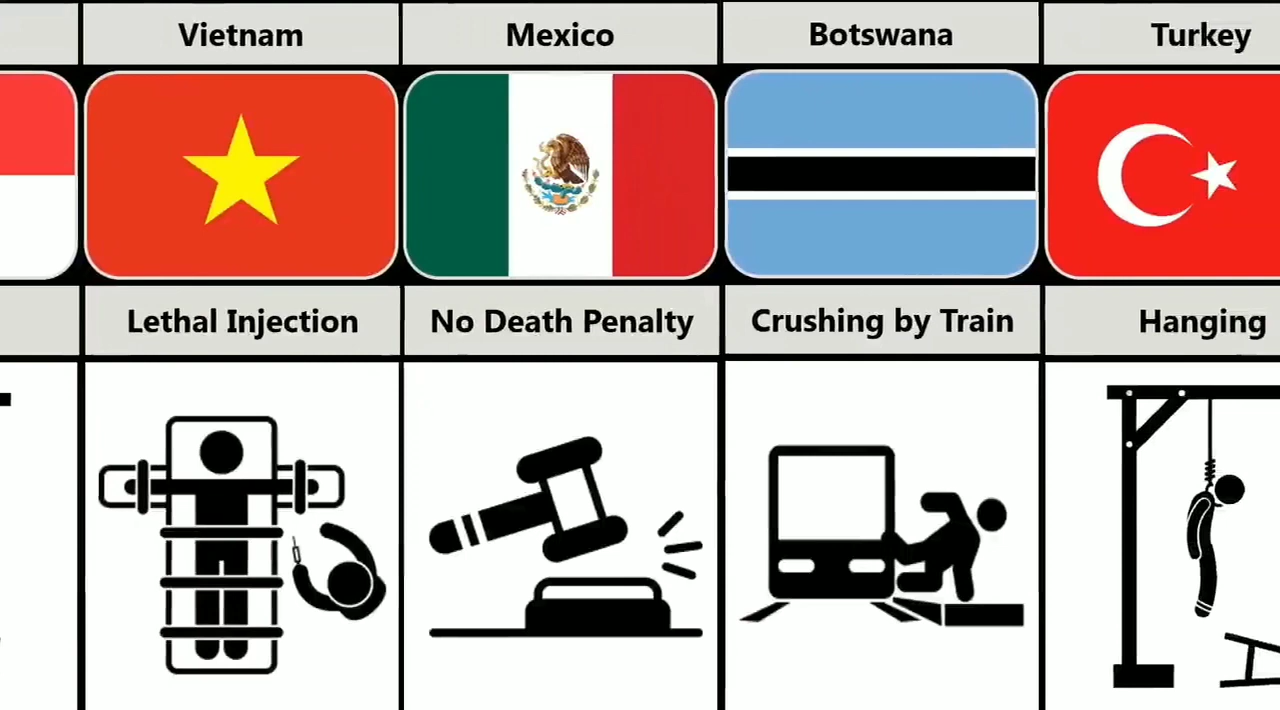 Vietnam
Mexico
Botswana
Turkey
Lethal Injection
No Death Penalty
Crushing by Train
Hanging